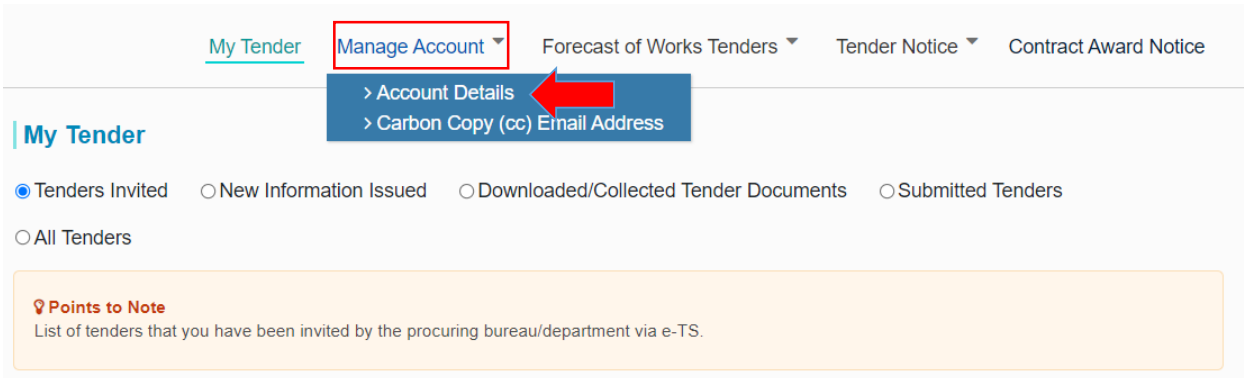 My Tender Manage Account Forecast of Works Tenders Tender Notice Contract Award Notice
> Account Details
> Carbon Copy (cc) Email Address
My Tender
Tenders Invited New Information Issued Downloaded/Collected Tender Documents Submitted Tenders
All Tenders
Points to Note
List of tenders that you have been invited by the procuring bureau/department via e-TS.